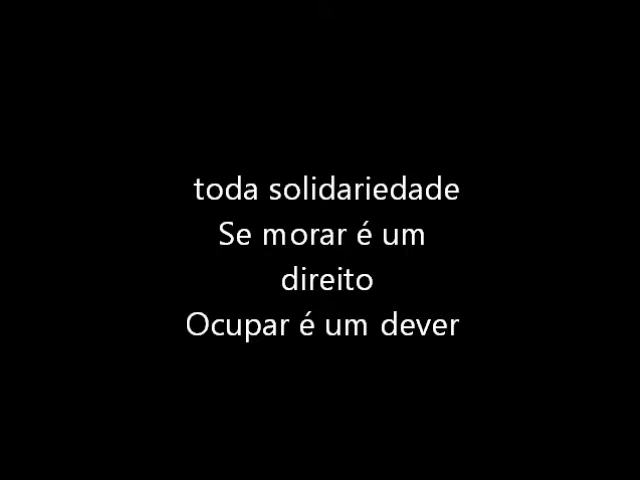 toda solidariedade
Se morar é um
direito
Ocupar é um dever